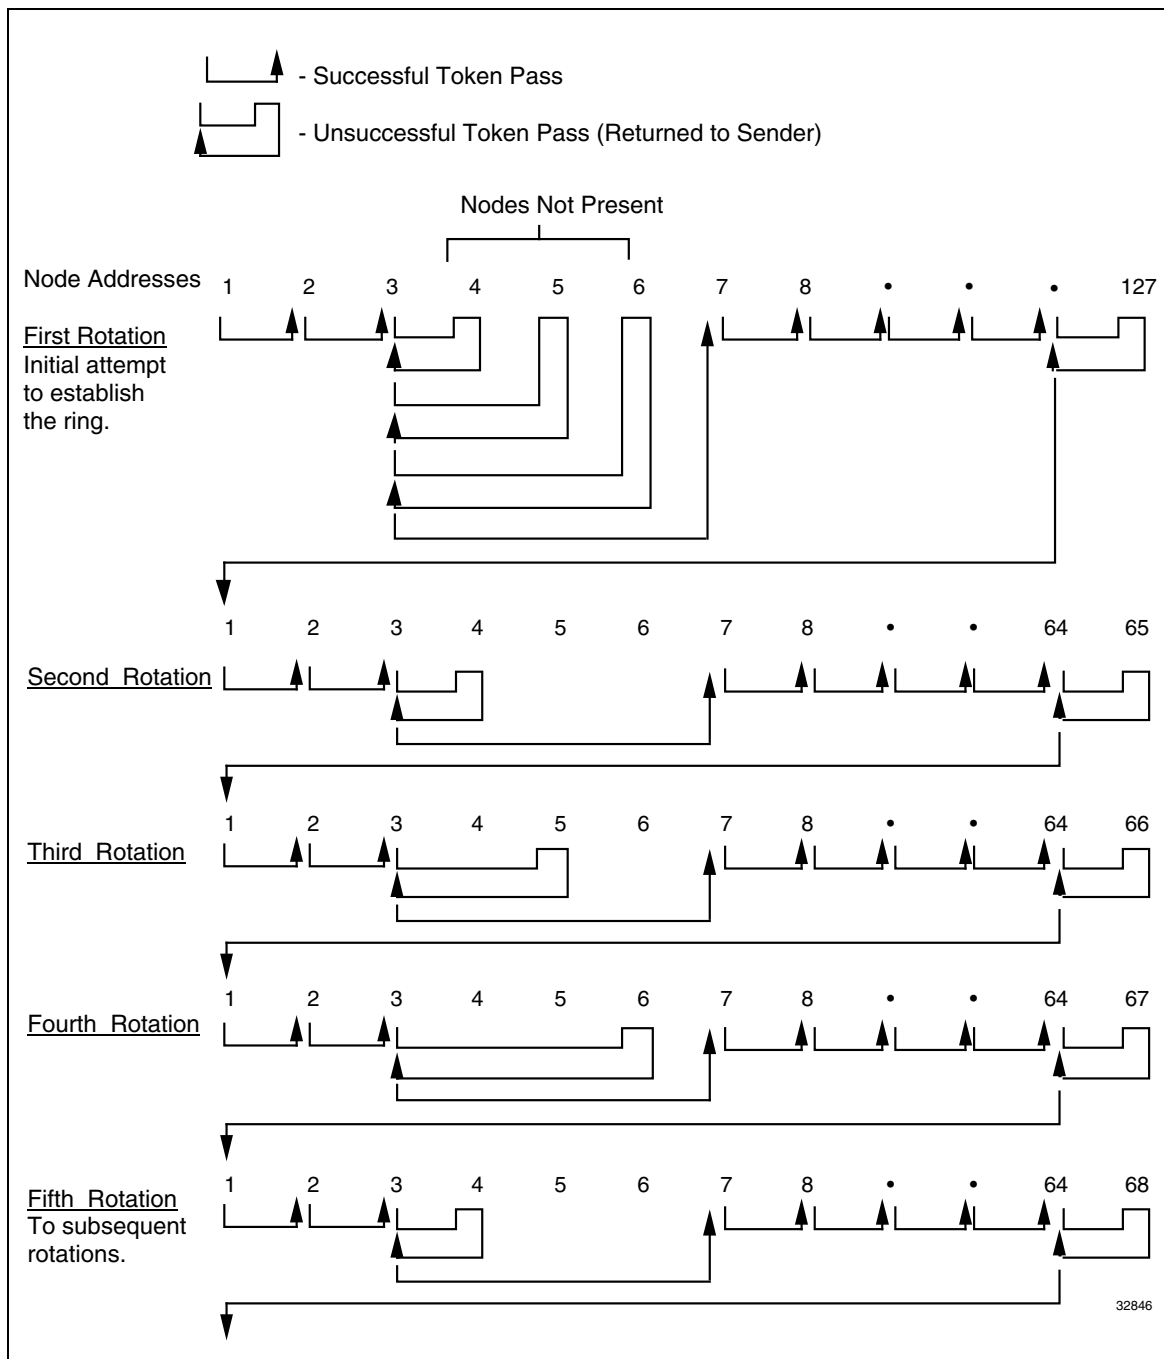 - Successful Token Pass
- Unsuccessful Token Pass (Returned to Sender)
Nodes Not Present
Node Addresses 1 2 3 4 5 6 7 8 • • • 127
First Rotation
Initial attempt
to establish
the ring.
1 2 3 4 5 6 7 8 • • 64 65
Second Rotation
1 2 3 4 5 6 7 8 • • 64 66
Third Rotation
1 2 3 4 5 6 7 8 • • 64 67
Fourth Rotation
1 2 3 4 5 6 7 8 • • 64 68
Fifth Rotation
To subsequent
rotations.
32846